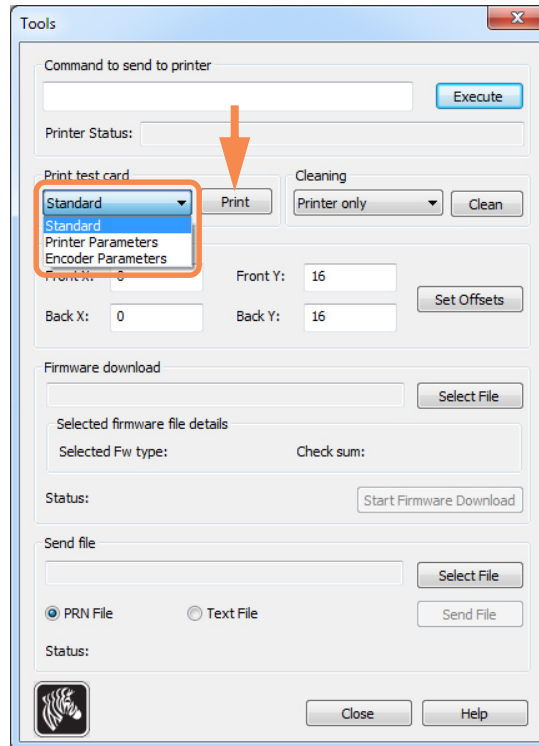 Tools
Command to send to printer
Execute
Printer Status:
Print test card
Cleaning
Standard
Print
Printer only
Clean
Standard
Printer Parameters
Encoder Parameters
Front X: 0
Front Y: 16
Set Offsets
Back X: 0
Back Y: 16
Firmware download
Select File
Selected firmware file details
Selected Fw type:
Check sum:
Status:
Start Firmware Download
Send file
Select File
PRN File
Text File
Send File
Status:
Close
Help